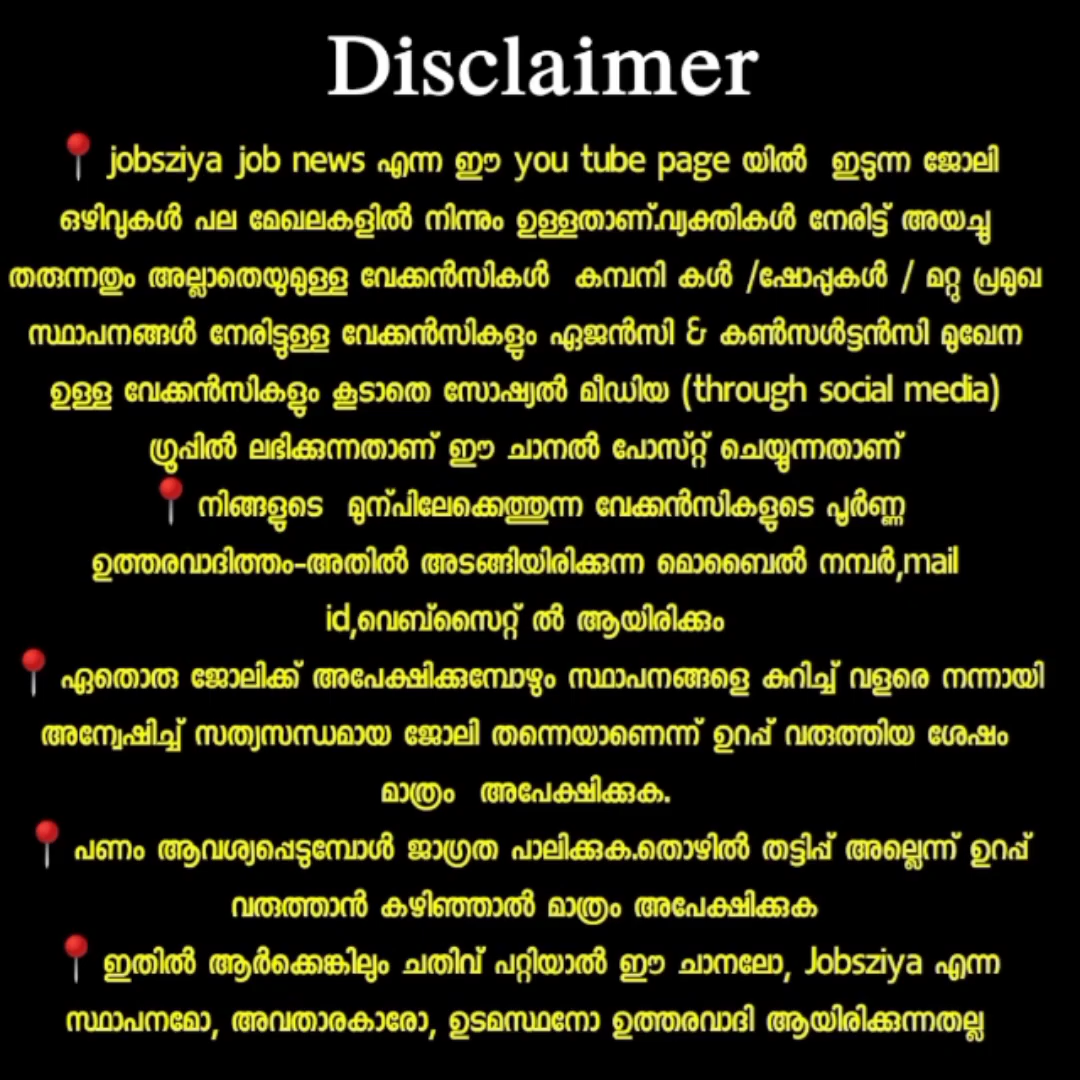 Disclaimer
📍 jobsziya job news എന്ന ഈ you tube page യിൽ ഇടുന്ന ജോലി
ഒഴിവുകൾ പല മേഖലകളിൽ നിന്നും ഉള്ളതാണ്.വ്യക്തികൾ നേരിട്ട് അയച്ചു
തരുന്നതും അല്ലാതെയുമുള്ള വേക്കൻസികൾ കമ്പനി കൾ /ഷോപ്പുകൾ / മറ്റു പ്രമുഖ
സ്ഥാപനങ്ങൾ നേരിട്ടുള്ള വേക്കൻസികളും ഏജൻസി & കൺസൾട്ടൻസി മുഖേന
ഉള്ള വേക്കൻസികളും കൂടാതെ സോഷ്യൽ മീഡിയ (through social media)
ഗ്രൂപ്പിൽ ലഭിക്കുന്നതാണ് ഈ ചാനൽ പോസ്റ്റ് ചെയ്യുന്നതാണ്
📍 നിങ്ങളുടെ മുന്പിലേക്കെത്തുന്ന വേക്കൻസികളുടെ പൂർണ്ണ
ഉത്തരവാദിത്തം-അതിൽ അടങ്ങിയിരിക്കുന്ന മൊബൈൽ നമ്പർ,mail
id,വെബ്സൈറ്റ് ൽ ആയിരിക്കും
📍 ഏതൊരു ജോലിക്ക് അപേക്ഷിക്കുമ്പോഴും സ്ഥാപനങ്ങളെ കുറിച്ച് വളരെ നന്നായി
അന്വേഷിച്ച് സത്യസന്ധമായ ജോലി തന്നെയാണെന്ന് ഉറപ്പ് വരുത്തിയ ശേഷം
മാത്രം അപേക്ഷിക്കുക.
📍 പണം ആവശ്യപ്പെടുമ്പോൾ ജാഗ്രത പാലിക്കുക.തൊഴിൽ തട്ടിപ്പ് അല്ലെന്ന് ഉറപ്പ്
വരുത്താൻ കഴിഞ്ഞാൽ മാത്രം അപേക്ഷിക്കുക
📍 ഇതിൽ ആർക്കെങ്കിലും ചതിവ് പറ്റിയാൽ ഈ ചാനലോ, Jobsziya എന്ന
സ്ഥാപനമോ, അവതാരകാരോ, ഉടമസ്ഥനോ ഉത്തരവാദി ആയിരിക്കുന്നതല്ല